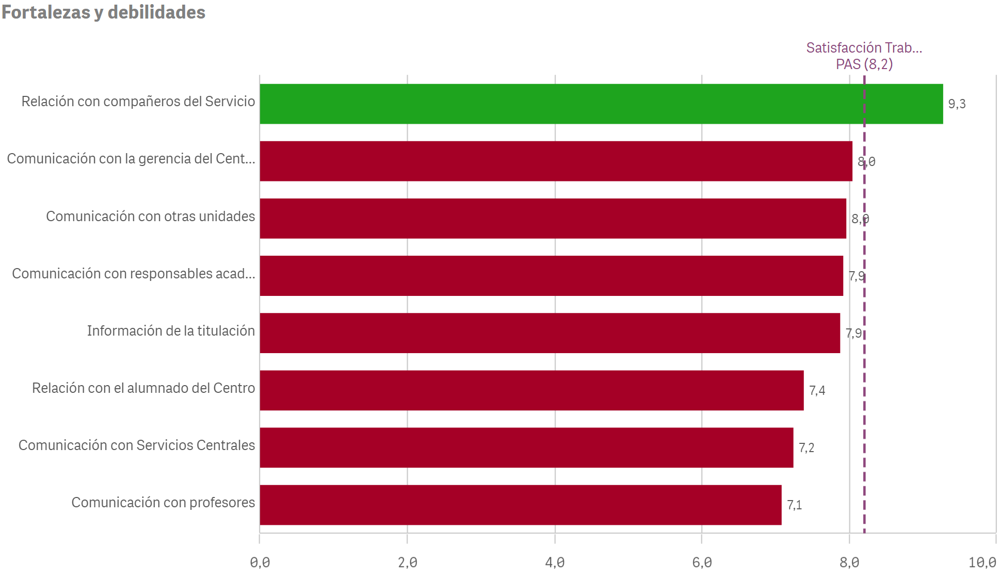 Fortalezas y debilidades
Satisfacción Trab...
PAS (8,2)
Relación con compañeros del Servicio
9,3
Comunicación con la gerencia del Cent...
8,0
Comunicación con otras unidades
8,0
Comunicación con responsables acad...
7,9
Información de la titulación
7,9
Relación con el alumnado del Centro
7,4
Comunicación con Servicios Centrales
7,2
Comunicación con profesores
7,1
0,0
2,0
4,0
6,0
8,0
10,0